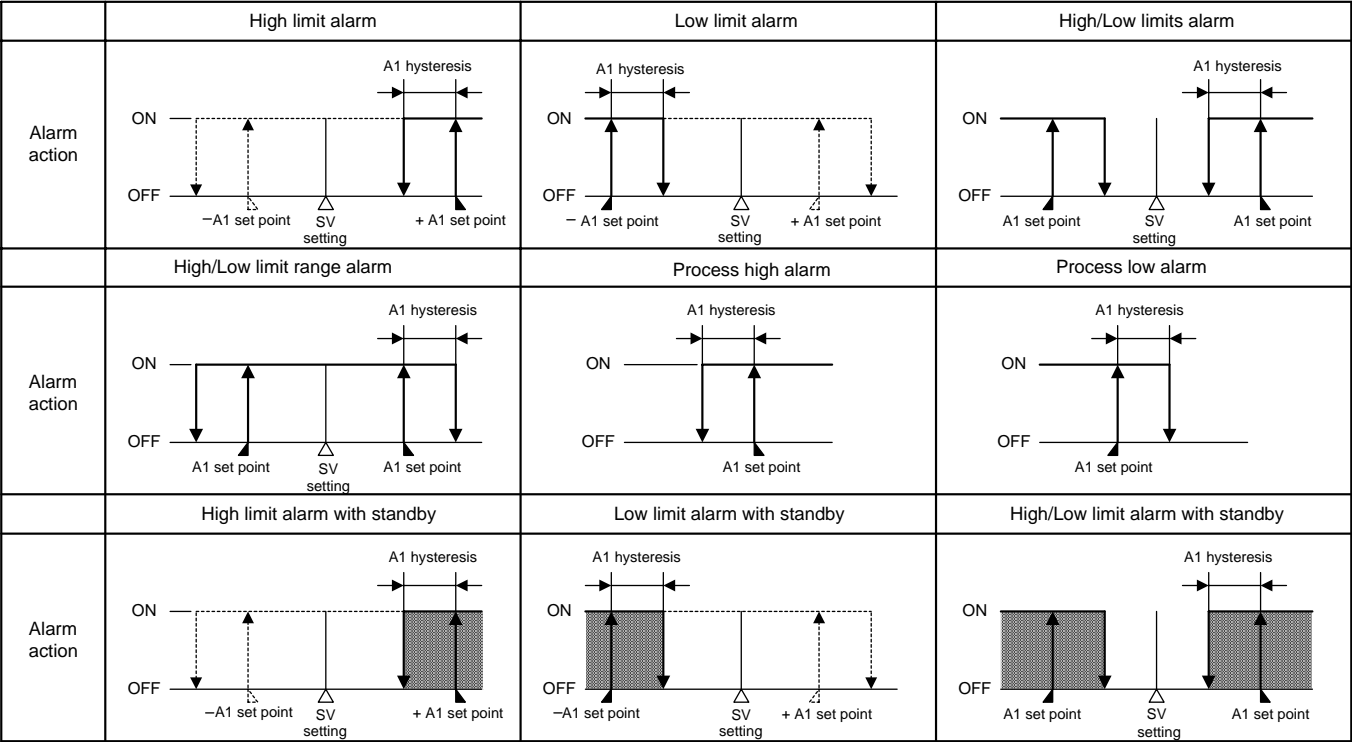 High limit alarm
Low limit alarm
High/Low limits alarm
Alarm
action
A1 hysteresis
ON
OFF
−A1 set point
SV
setting
+ A1 set point
A1 hysteresis
ON
OFF
− A1 set point
SV
setting
+ A1 set point
A1 hysteresis
ON
OFF
A1 set point
SV
setting
A1 set point
High/Low limit range alarm
Process high alarm
Process low alarm
Alarm
action
A1 hysteresis
ON
OFF
A1 set point
SV
setting
A1 set point
A1 hysteresis
ON
OFF
A1 set point
A1 hysteresis
ON
OFF
A1 set point
High limit alarm with standby
Low limit alarm with standby
High/Low limit alarm with standby
Alarm
action
A1 hysteresis
ON
OFF
−A1 set point
SV
setting
+ A1 set point
A1 hysteresis
ON
OFF
−A1 set point
SV
setting
+ A1 set point
A1 hysteresis
ON
OFF
A1 set point
SV
setting
A1 set point